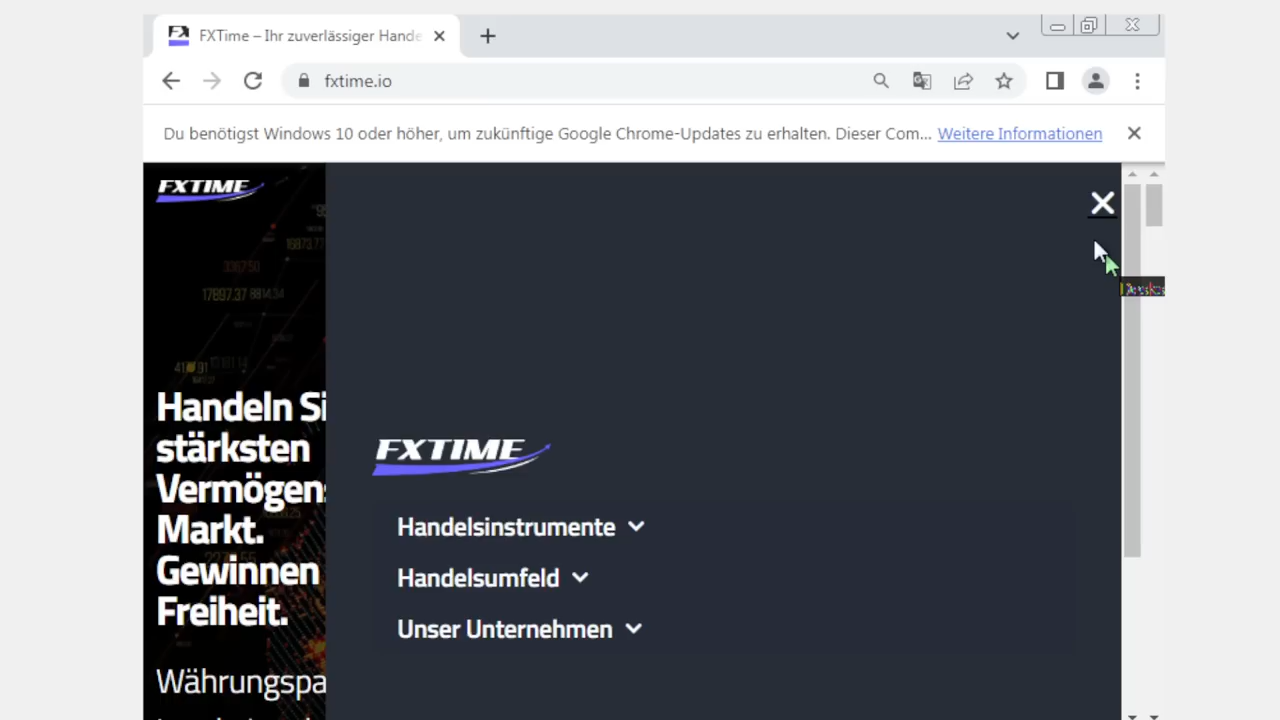 FXTime – Ihr zuverlässiger Hande
fxtime.io
Du benötigst Windows 10 oder höher, um zukünftige Google Chrome-Updates zu erhalten. Dieser Com... Weitere Informationen
FXTIME
Handeln Si
stärksten
Vermögens
Markt.
Gewinnen
Freiheit.
Währungspa
FXTIME
Handelsinstrumente
Handelsumfeld
Unser Unternehmen